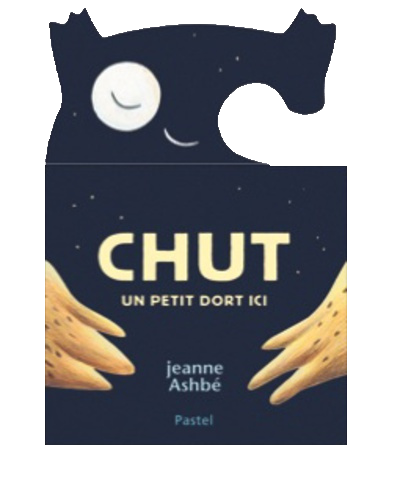 CHUT
UN PETIT DORT ICI
jeanne
Ashbé
Pastel